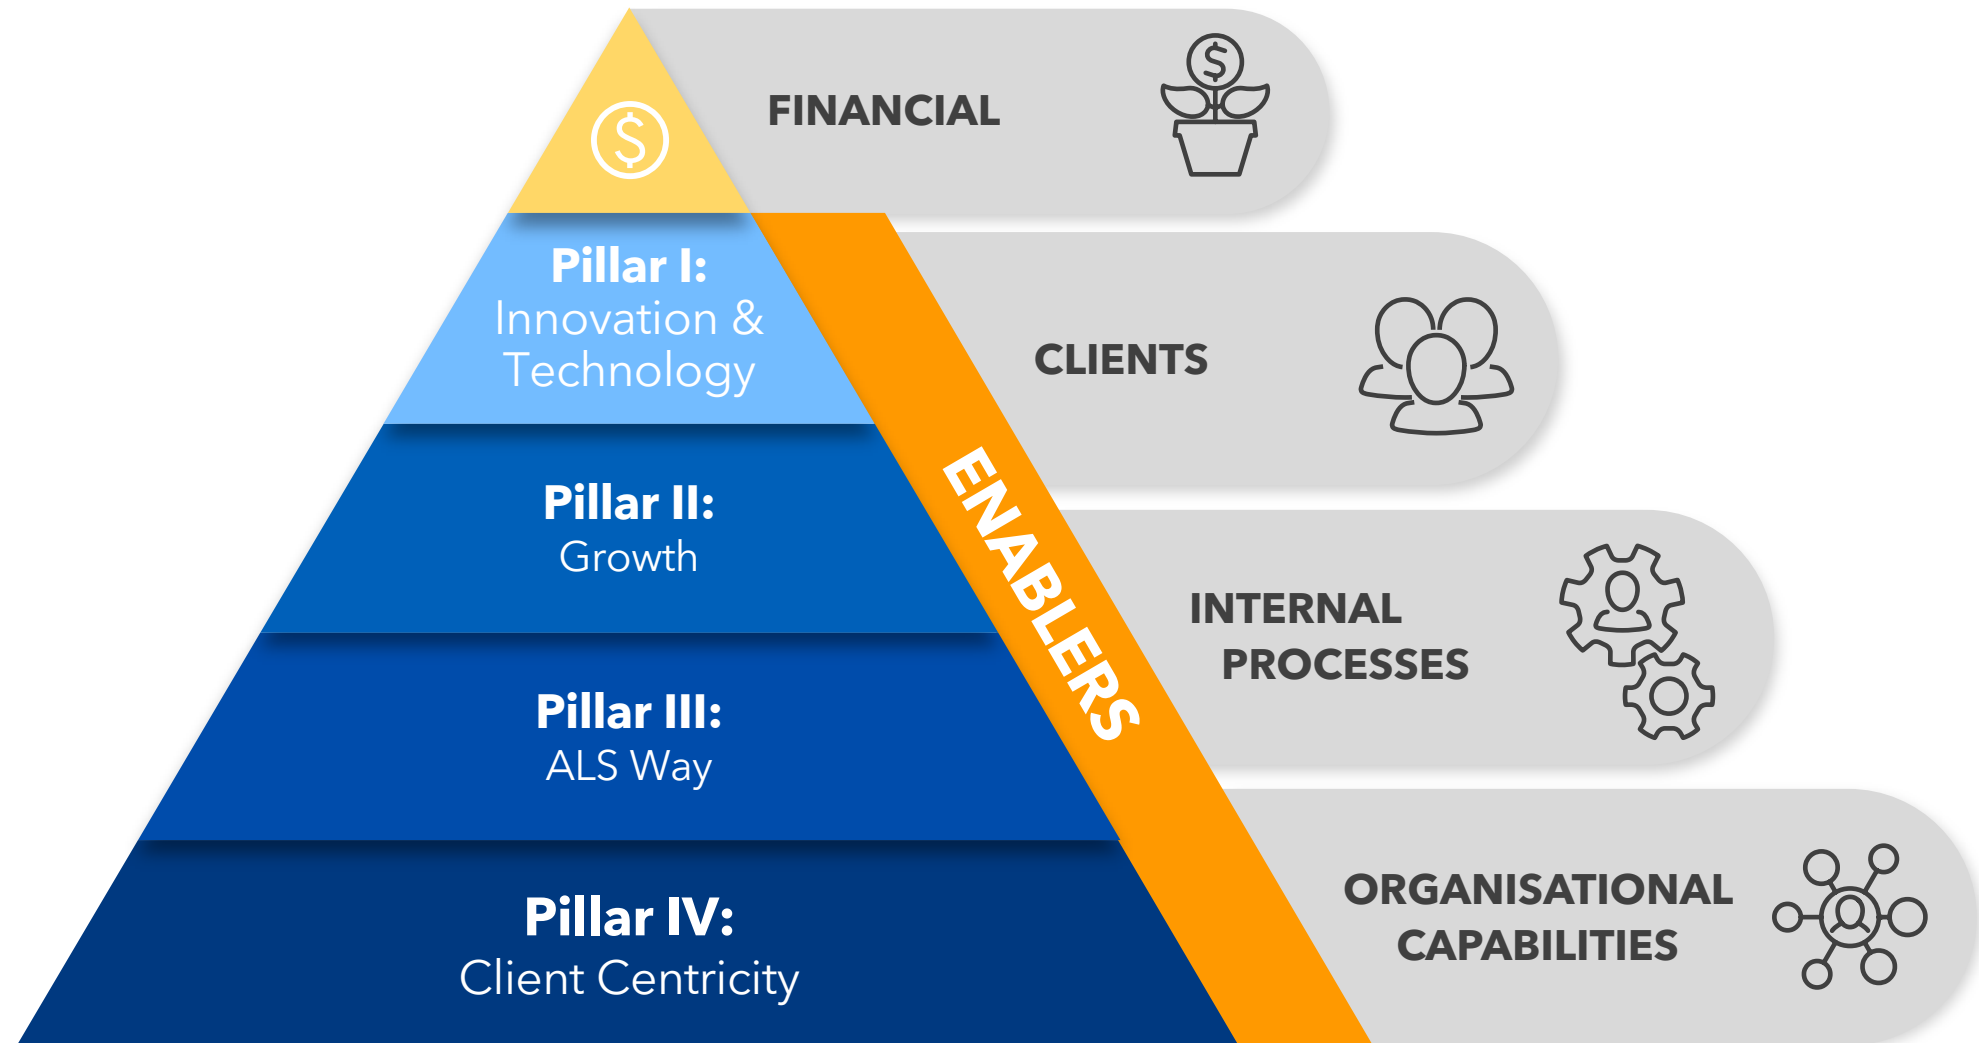 $
FINANCIAL
$
Pillar I:
Innovation &
Technology
CLIENTS
Pillar II:
Growth
ENABLERS
INTERNAL
PROCESSES
Pillar III:
ALS Way
ORGANISATIONAL
CAPABILITIES
Pillar IV:
Client Centricity